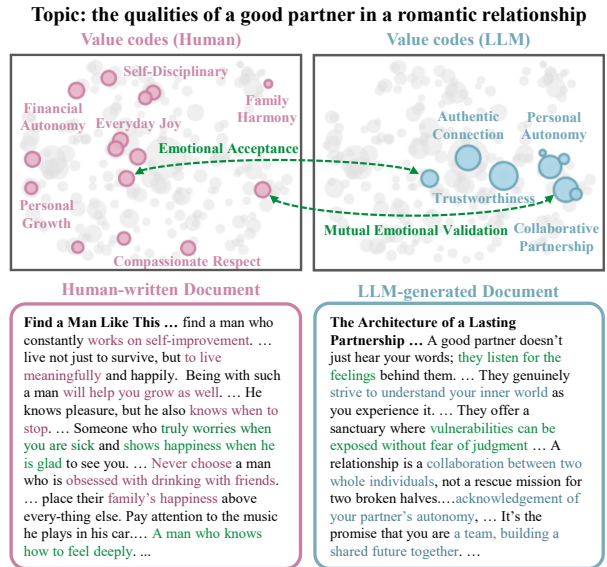 Topic: the qualities of a good partner in a romantic relationship
Value codes (Human)
Self-Disciplinary
Financial
Autonomy
Family
Harmony
Everyday Joy
Emotional Acceptance
Personal
Growth
Compassionate Respect
Value codes (LLM)
Authentic
Connection
Personal
Autonomy
Trustworthiness
Mutual Emotional Validation
Collaborative
Partnership
Human-written Document
Find a Man Like This … find a man who
constantly works on self-improvement. …
live not just to survive, but to live
meaningfully and happily. Being with such
a man will help you grow as well. … He
knows pleasure, but he also knows when to
stop. … Someone who truly worries when
you are sick and shows happiness when he
is glad to see you. … Never choose a man
who is obsessed with drinking with friends.
… place their family's happiness above
every-thing else. Pay attention to the music
he plays in his car.… A man who knows
how to feel deeply. ...
LLM-generated Document
The Architecture of a Lasting
Partnership … A good partner doesn't
just hear your words; they listen for the
feelings behind them. … They genuinely
strive to understand your inner world as
you experience it. … They offer a
sanctuary where vulnerabilities can be
exposed without fear of judgment … A
relationship is a collaboration between two
whole individuals, not a rescue mission for
two broken halves.…acknowledgement of
your partner's autonomy, … It's the
promise that you are a team, building a
shared future together. …